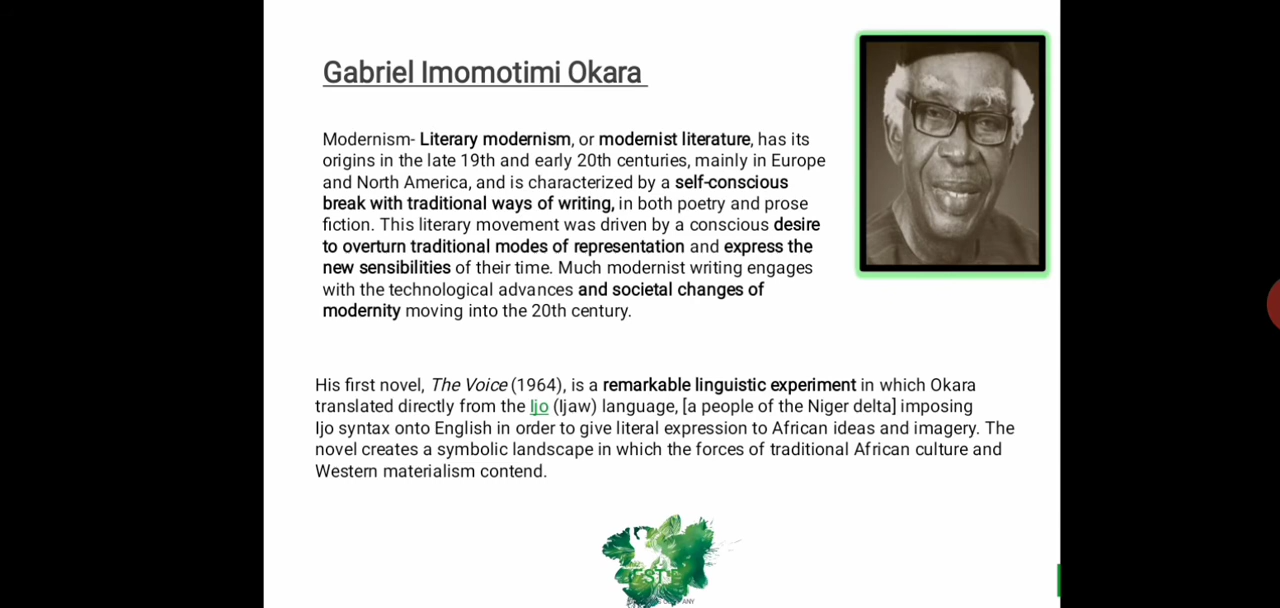 Gabriel Imomotimi Okara
Modernism- Literary modernism, or modernist literature, has its
origins in the late 19th and early 20th centuries, mainly in Europe
and North America, and is characterized by a self-conscious
break with traditional ways of writing, in both poetry and prose
fiction. This literary movement was driven by a conscious desire
to overturn traditional modes of representation and express the
new sensibilities of their time. Much modernist writing engages
with the technological advances and societal changes of
modernity moving into the 20th century.
His first novel, The Voice (1964), is a remarkable linguistic experiment in which Okara
translated directly from the Ijo (Ijaw) language, [a people of the Niger delta] imposing
Ijo syntax onto English in order to give literal expression to African ideas and imagery. The
novel creates a symbolic landscape in which the forces of traditional African culture and
Western materialism contend.